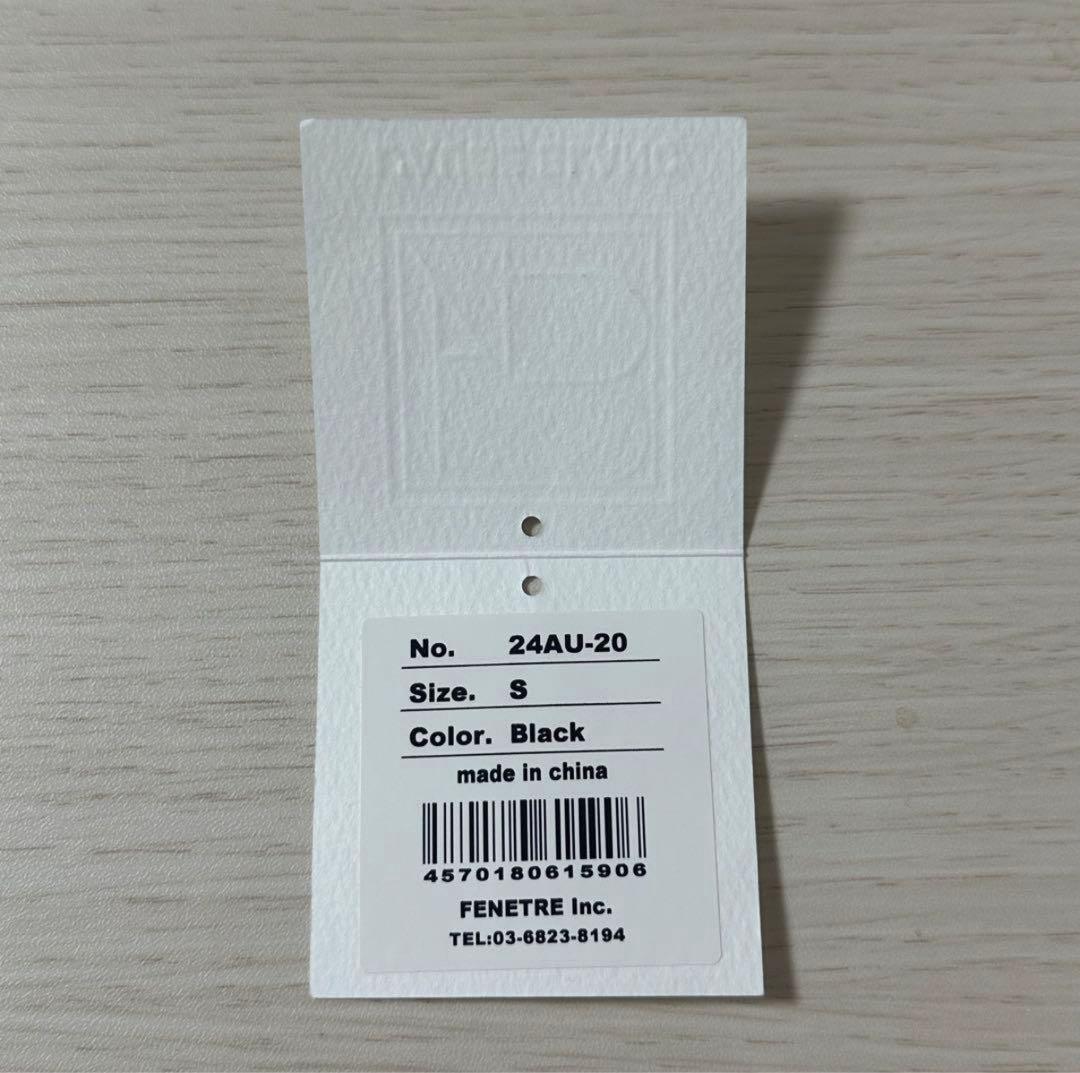 No. 24AU-20
Size. S
Color. Black
made in china
4570180615906
FENETRE Inc.
TEL:03-6823-8194